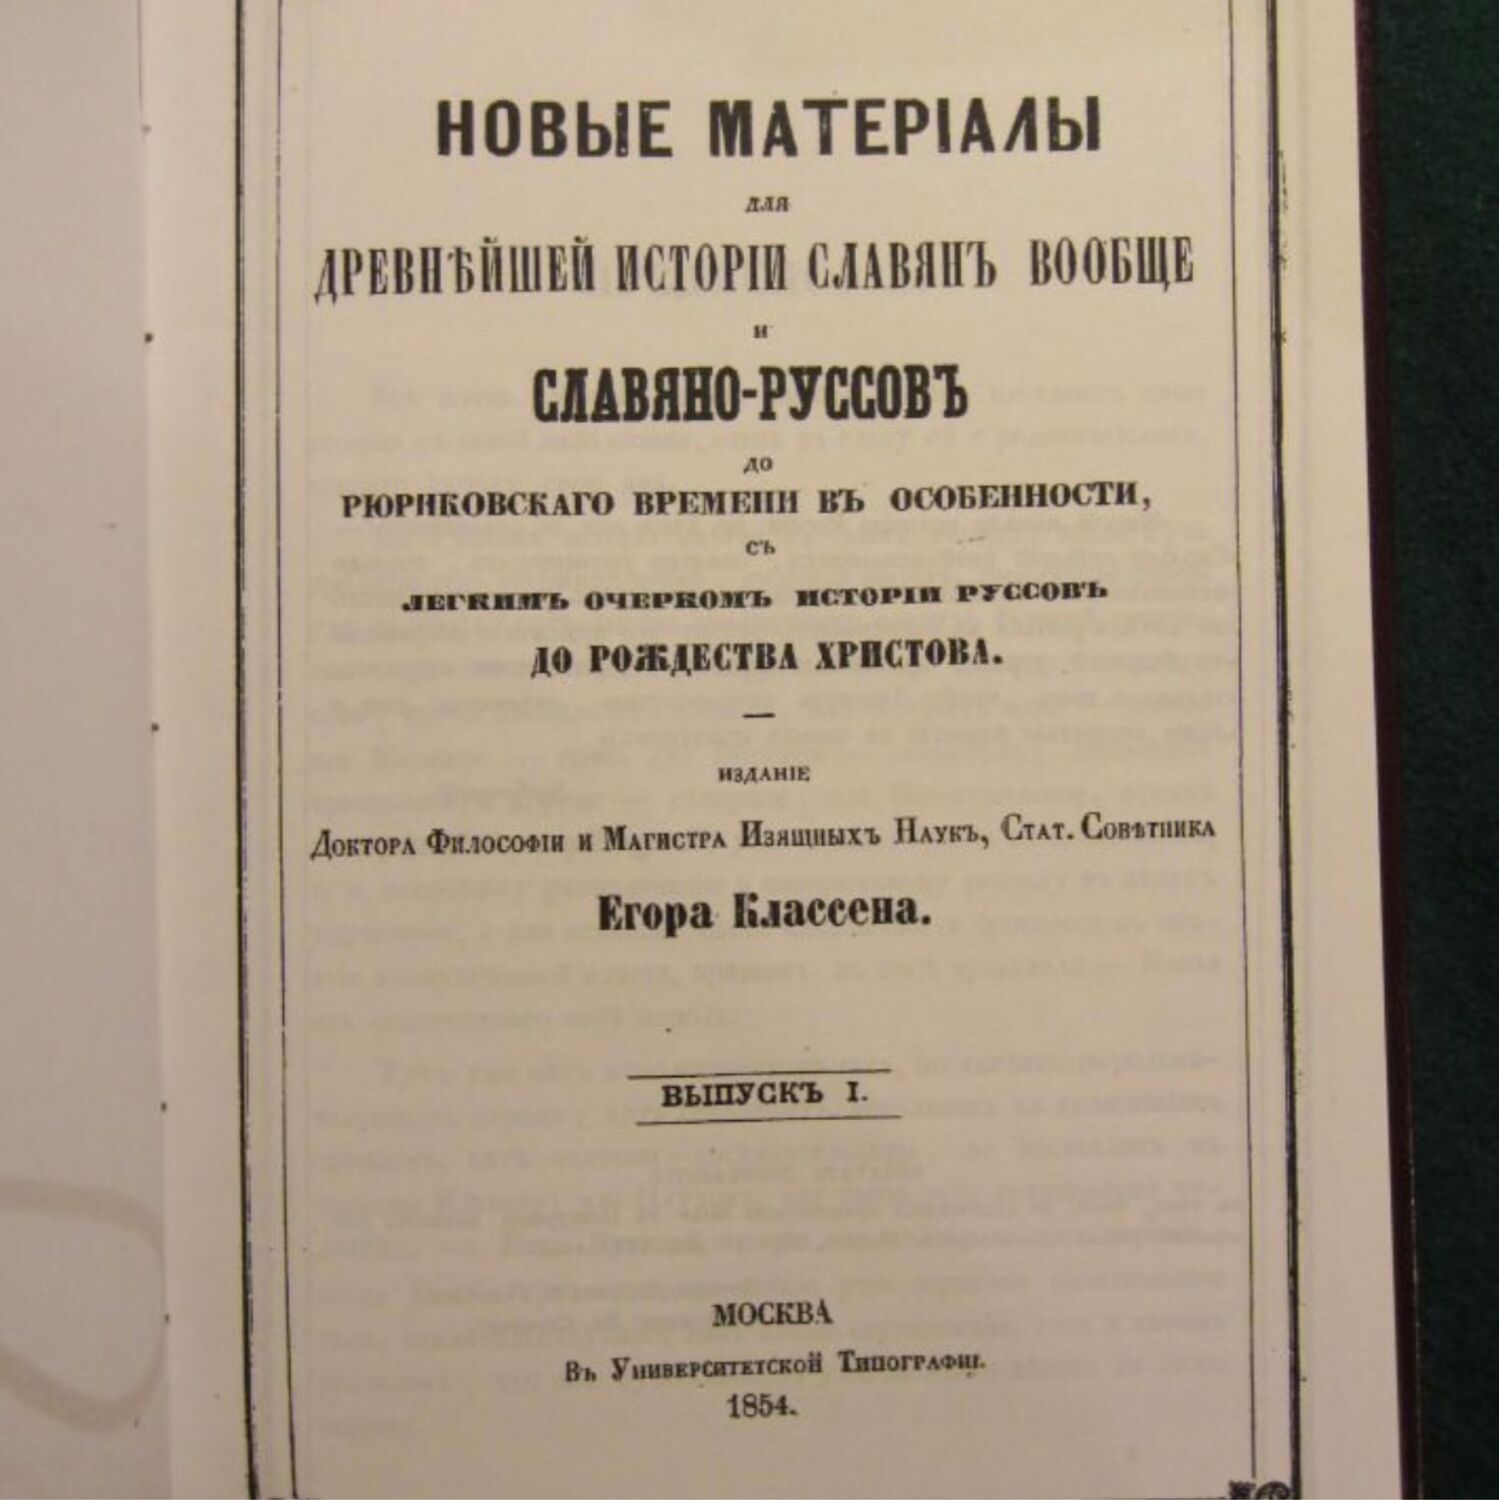 НОВЫЕ МАТЕРІАЛЫ
для
ДРЕВНѢЙШЕЙ ИСТОРІИ СЛАВЯНЪ ВООБЩЕ
и
СЛАВЯНО-РУССОВЪ
до
РЮРИКОВСКАГО ВРЕМЕНИ ВЪ ОСОБЕННОСТИ,
съ
ЛЕГКИМЪ ОЧЕРКОМЪ ИСТОРІИ РУССОВЪ
ДО РОЖДЕСТВА ХРИСТОВА.
ИЗДАНІЕ
Доктора Философіи и Магистра Изящныхъ Наукъ, Стат. Совѣтника
Егора Классена.
ВЫПУСКЪ I.
МОСКВА
Въ Университетской Типографіи.
1854.